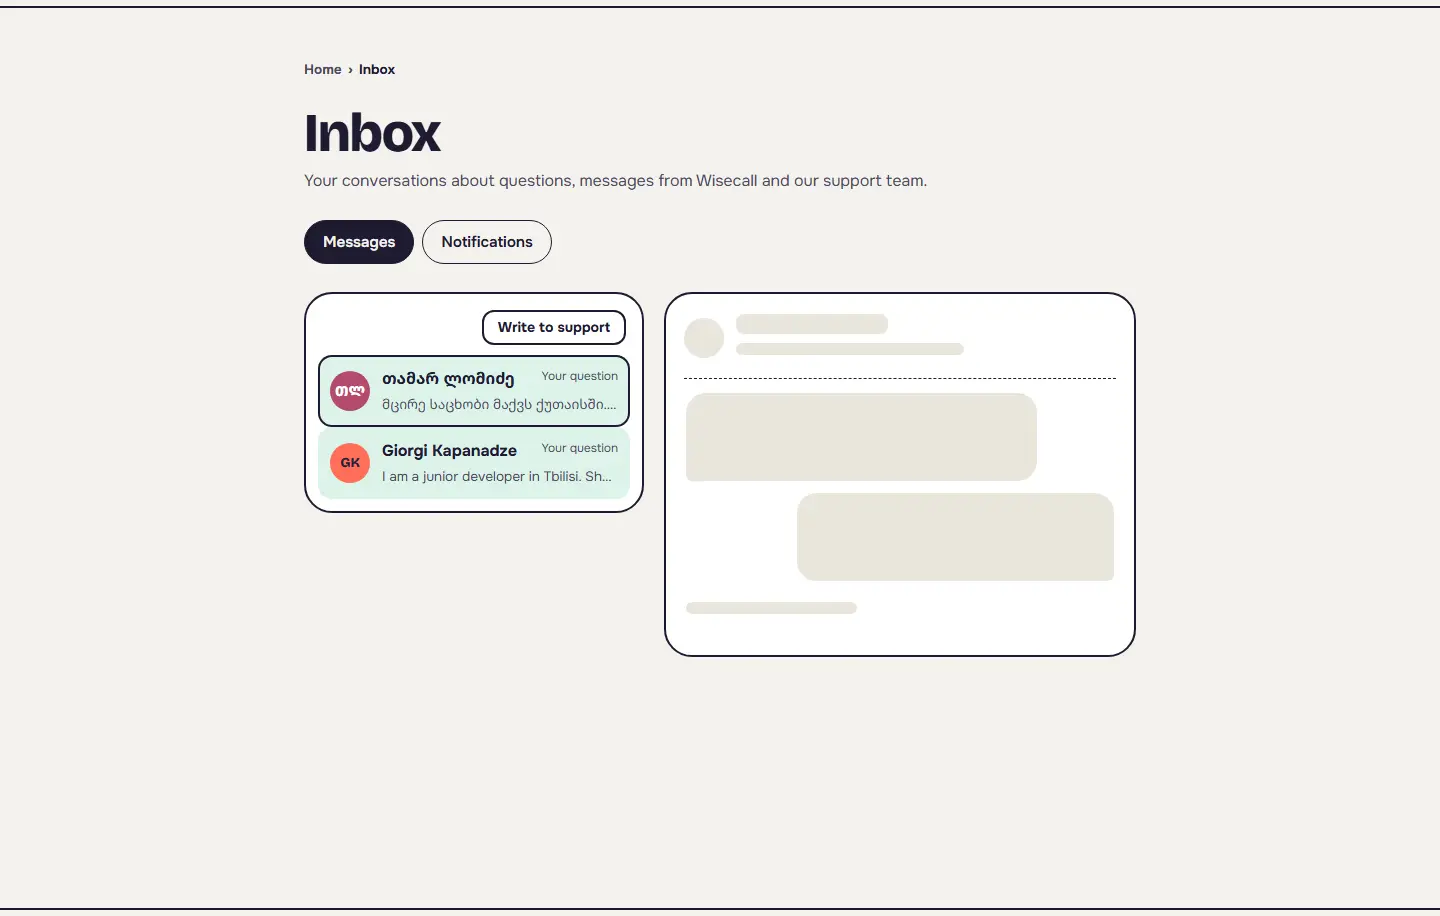 Home › Inbox
Inbox
Your conversations about questions, messages from Wisecall and our support team.
Messages
Notifications
Write to support
თლ
თამარ ლომიძე
Your question
მცირე საცხობი მაქვს ქუთაისში....
GK
Giorgi Kapanadze
Your question
I am a junior developer in Tbilisi. Sh...